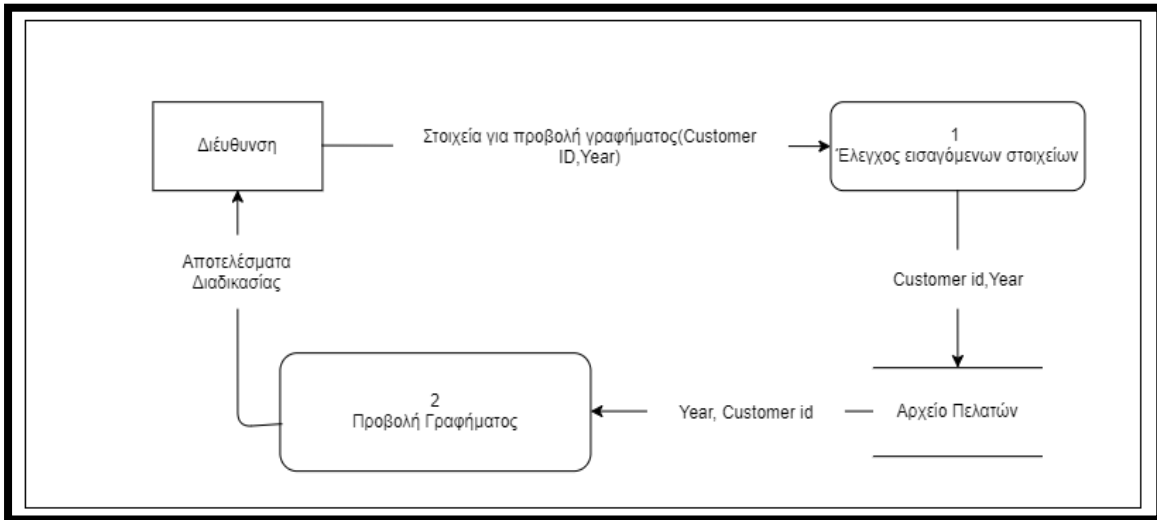 Διέυθυνση
Στοιχεία για προβολή γραφήματος(Customer
ID,Year)
1
Έλεγχος εισαγόμενων στοιχείων
Αποτελέσματα
Διαδικασίας
Customer id,Year
2
Προβολή Γραφήματος
Year, Customer id
Αρχείο Πελατών